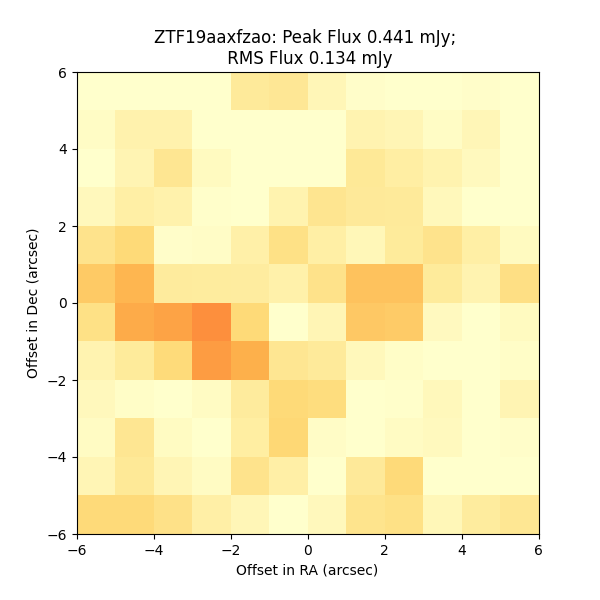 ZTF19aaxfzao: Peak Flux 0.441 mJy;
RMS Flux 0.134 mJy
6
4
2
0
−2
−4
−6
Offset in Dec (arcsec)
−6 −4 −2 0 2 4 6
Offset in RA (arcsec)